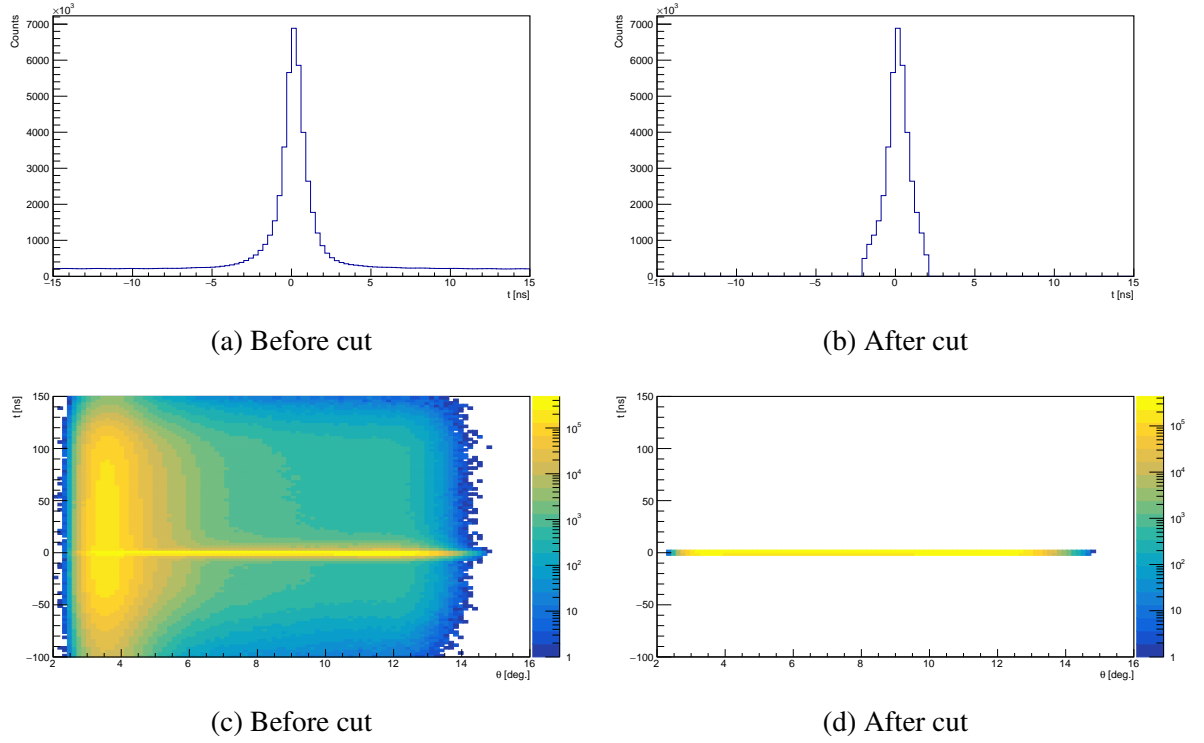 ×10³
Counts
7000
6000
5000
4000
3000
2000
1000
0
−15 −10 −5 0 5 10 15
t [ns]
(a) Before cut
×10³
Counts
7000
6000
5000
4000
3000
2000
1000
0
−15 −10 −5 0 5 10 15
t [ns]
(b) After cut
t [ns]
150
100
50
0
−50
−100
2 4 6 8 10 12 14 16
θ [deg.]
10⁵
10⁴
10³
10²
10
1
(c) Before cut
t [ns]
150
100
50
0
−50
−100
2 4 6 8 10 12 14 16
θ [deg.]
10⁵
10⁴
10³
10²
10
1
(d) After cut